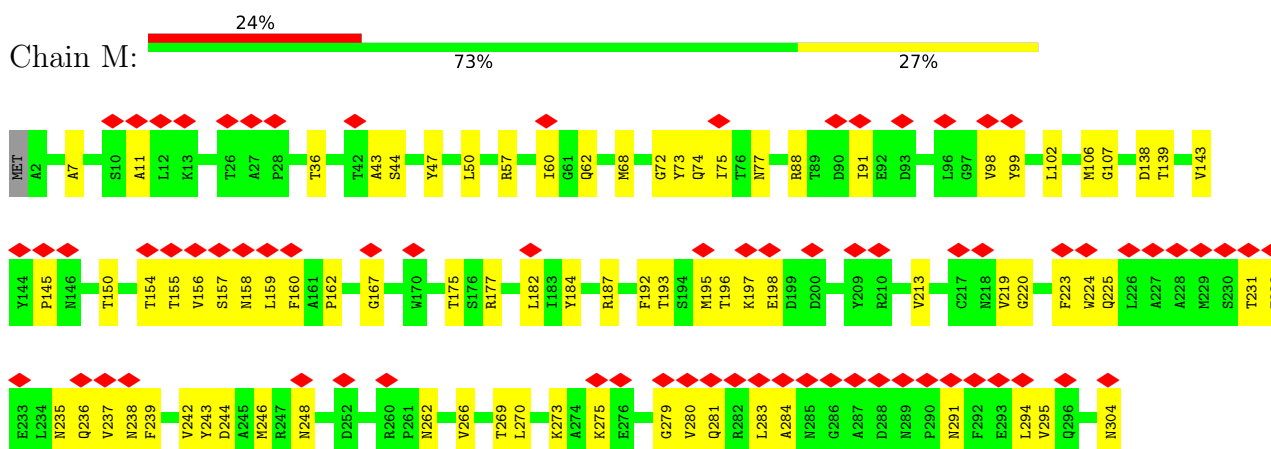 24%
Chain M:
73% 27%
MET A2 A7 S10 A11 L12 K13 T26 A27 P28 T36 T42 A43 S44 Y47 L50 R57 I60 G61 Q62 M68 G72 Y73 Q74 I75 T76 N77 R88 T89 D90 I91 E92 D93 L96 G97 V98 Y99 L102 M106 G107 D138 T139 V143
Y144 P145 N146 T150 T154 T155 V156 S157 N158 L159 F160 A161 P162 G167 W170 T175 S176 R177 L182 I183 Y184 R187 F192 T193 S194 M195 T196 K197 E198 D199 D200 Y209 R210 V213 C217 N218 V219 G220 F223 W224 Q225 L226 A227 A228 M229 S230 T231
E233 L234 N235 Q236 V237 N238 F239 V242 Y243 D244 A245 M246 R247 N248 D252 R260 P261 N262 V266 T269 L270 K273 A274 K275 E276 G279 V280 Q281 R282 L283 A284 N285 G286 A287 D288 N289 P290 N291 F292 E293 L294 V295 Q296 N304